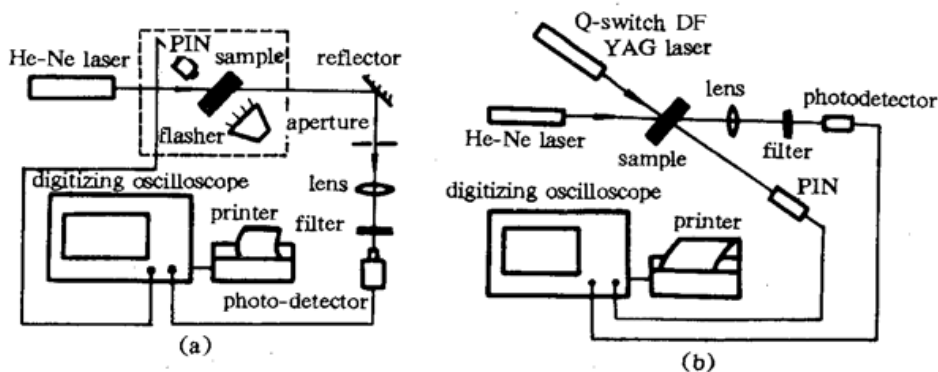 PIN
He-Ne laser
sample
reflector
flasher
aperture
digitizing oscilloscope
lens
printer
filter
photo-detector
(a)
Q-switch DF
YAG laser
lens
photodetector
He-Ne laser
filter
sample
PIN
digitizing oscilloscope
printer
(b)